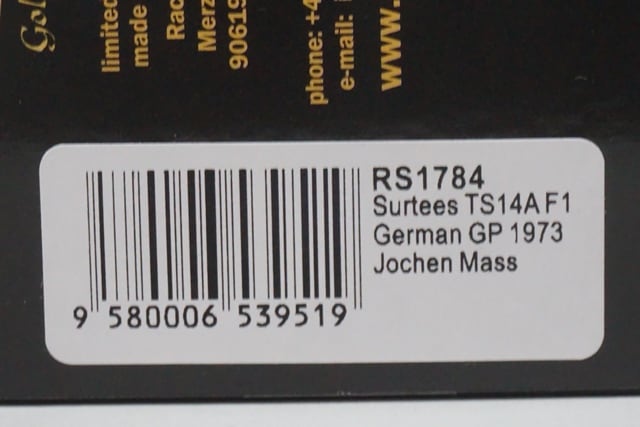 Gol
limited
made
Rac
Merz
90619
phone: +4
e-mail:
www.
RS1784
Surtees TS14A F1
German GP 1973
Jochen Mass
9 580006 539519